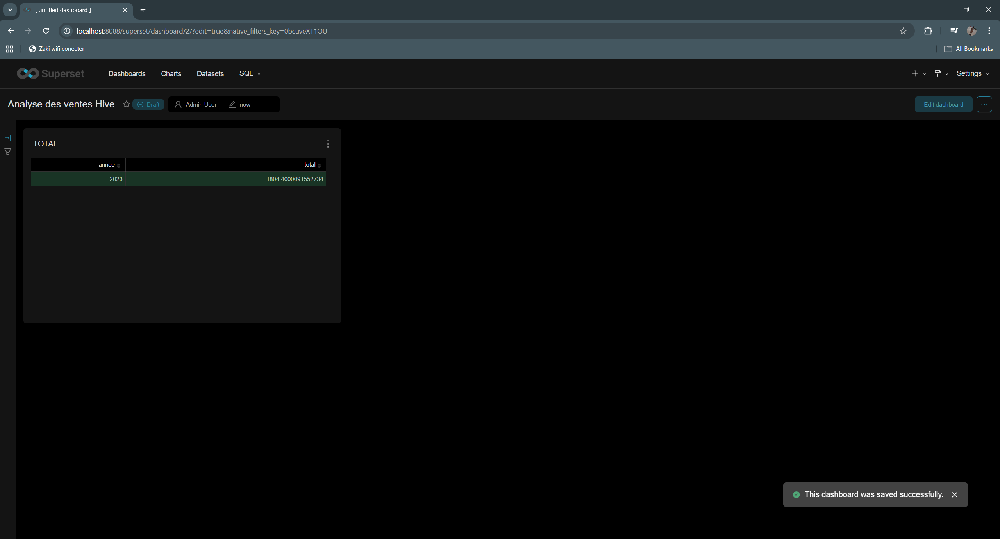 [ untitled dashboard ]
localhost:8088/superset/dashboard/2/?edit=true&native_filters_key=0bcuveXT1OU
Zaki wifi conecter
All Bookmarks
Superset
Dashboards
Charts
Datasets
SQL
Settings
Analyse des ventes Hive
Draft
Admin User
now
Edit dashboard
TOTAL
annee total
2023 1804.4000091552734
This dashboard was saved successfully.